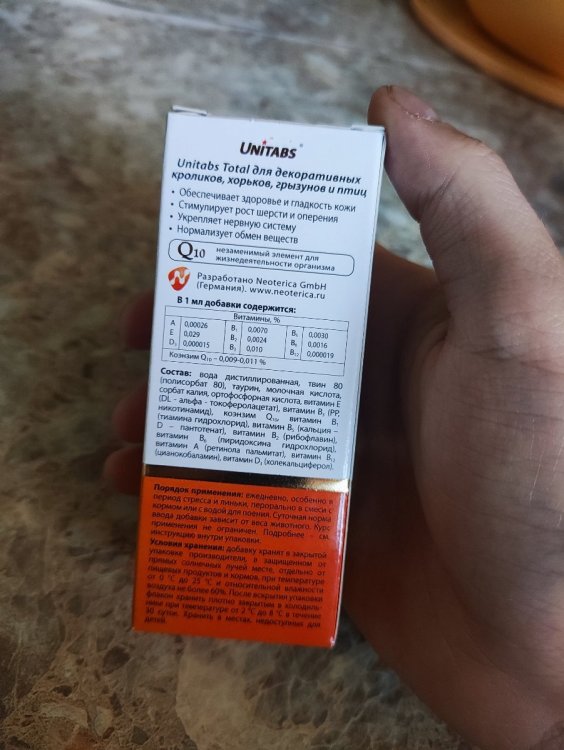 UNITABS
Unitabs Total для декоративных
кроликов, хорьков, грызунов и птиц
• Обеспечивает здоровье и гладкость кожи
• Стимулирует рост шерсти и оперения
• Укрепляет нервную систему
• Нормализует обмен веществ
Q10 незаменимый элемент для
жизнедеятельности организма
Разработано Neoterica GmbH
(Германия). www.neoterica.ru
В 1 мл добавки содержится:
Витамины, %
A 0,00026 B₁ 0,0070 B₅ 0,0030
E 0,029 B₂ 0,0024 B₆ 0,0016
D₃ 0,000015 B₃ 0,010 B₁₂ 0,000019
Коэнзим Q₁₀ – 0,009-0,011 %
Состав: вода дистиллированная, твин 80
(полисорбат 80), таурин, молочная кислота,
сорбат калия, ортофосфорная кислота, витамин Е
(DL - альфа - токоферолацетат), витамин B₃ (PP,
никотинамид), коэнзим Q₁₀, витамин B₁
(тиамина гидрохлорид), витамин B₅ (кальция –
D – пантотенат), витамин B₂ (рибофлавин),
витамин B₆ (пиридоксина гидрохлорид),
витамин А (ретинола пальмитат), витамин B₁₂
(цианокобаламин), витамин D₃ (холекальциферол).
Порядок применения: ежедневно, особенно в
период стресса и линьки, перорально в смеси с
кормом или с водой для поения. Суточная норма
ввода добавки зависит от веса животного. Курс
применения не ограничен. Подробнее – см.
инструкцию внутри упаковки.
Условия хранения: добавку хранят в закрытой
упаковке производителя, в защищенном от
прямых солнечных лучей месте, отдельно от
пищевых продуктов и кормов, при температуре
от 0 °C до 25 °C и относительной влажности
воздуха не более 60%. После вскрытия упаковки
флакон хранить плотно закрытым в холодиль-
нике при температуре от 2 °C до 8 °C в течение
30 суток. Хранить в местах, недоступных для
детей.